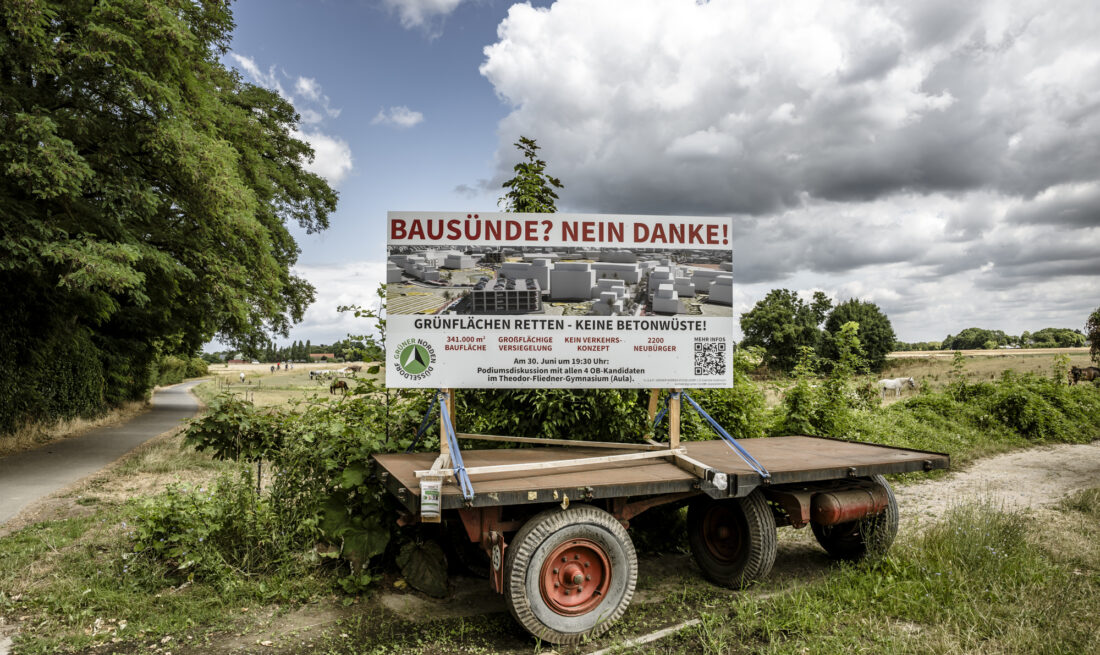 BAUSÜNDE? NEIN DANKE!
GRÜNFLÄCHEN RETTEN - KEINE BETONWÜSTE!
341.000 m²
BAUFLÄCHE
GROßFLÄCHIGE
VERSIEGELUNG
KEIN VERKEHRS-
KONZEPT
2200
NEUBÜRGER
MEHR INFOS
GRÜNER NORDEN
DÜSSELDORF
Am 30. Juni um 19:30 Uhr:
Podiumsdiskussion mit allen 4 OB-Kandidaten
im Theodor-Fliedner-Gymnasium (Aula).